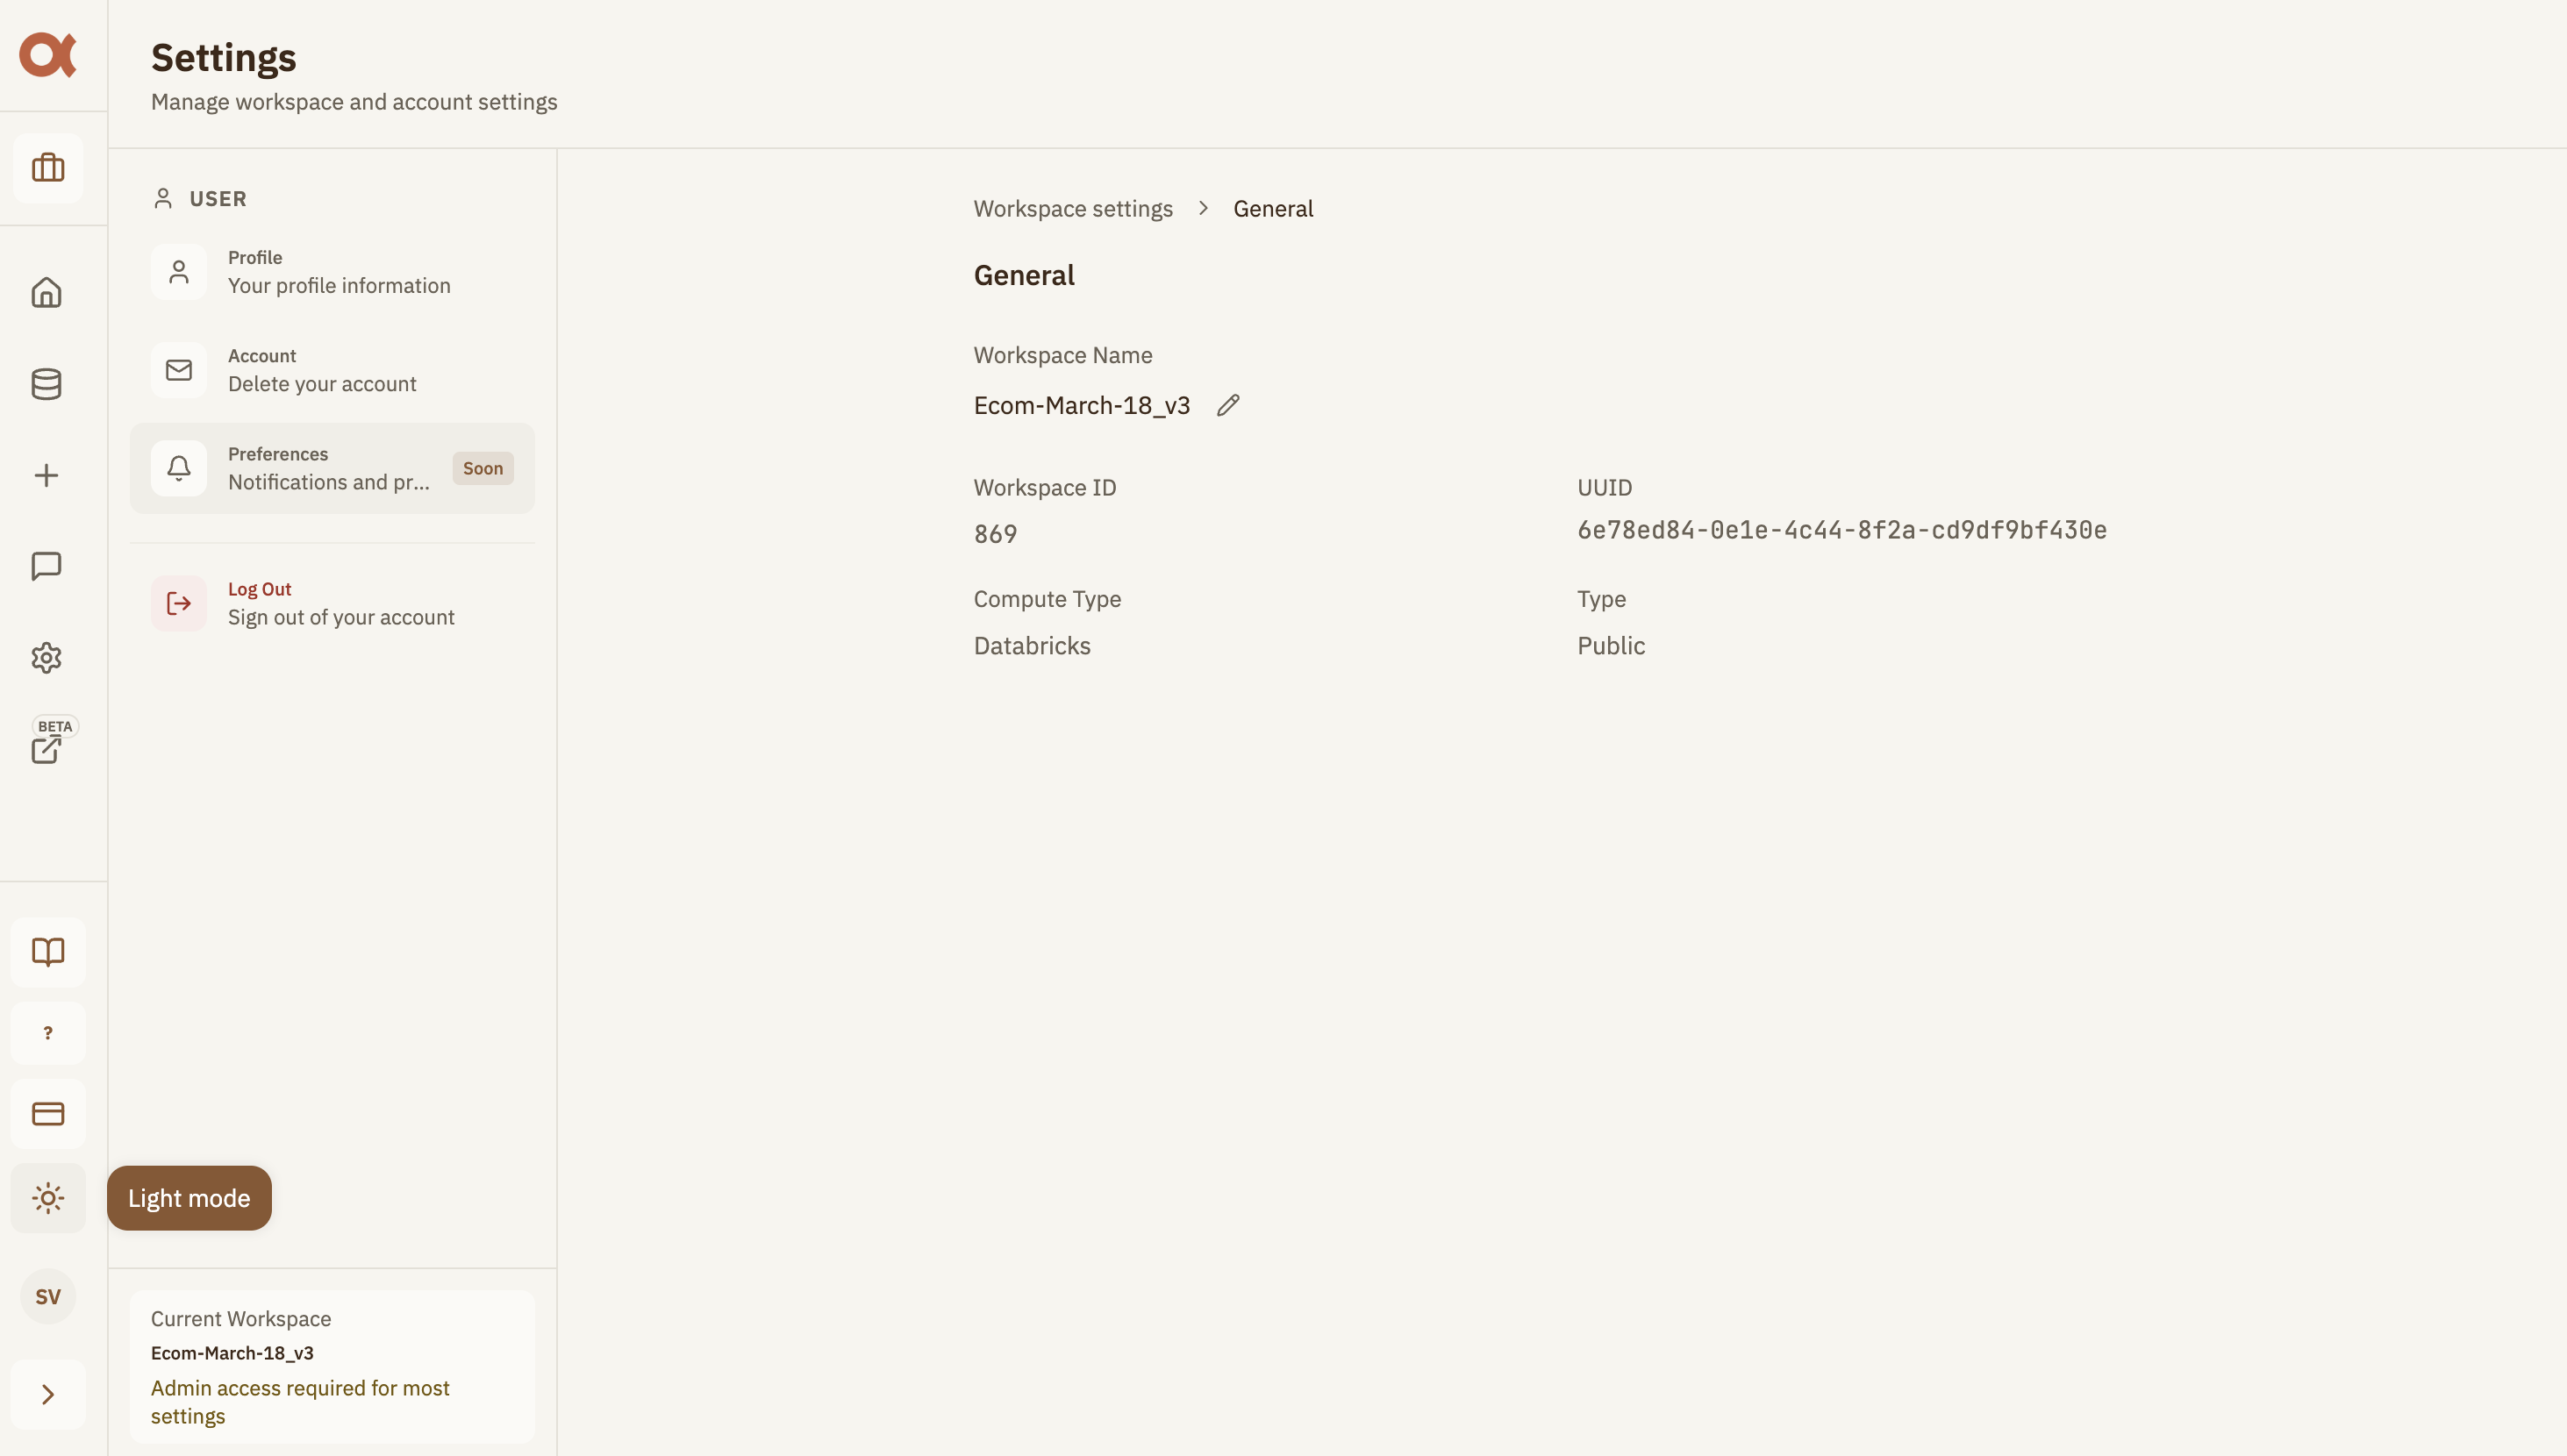 Settings
Manage workspace and account settings
USER
Profile
Your profile information
Account
Delete your account
Preferences
Notifications and pr...
Soon
Log Out
Sign out of your account
Workspace settings > General
General
Workspace Name
Ecom-March-18_v3
Workspace ID
869
UUID
6e78ed84-0e1e-4c44-8f2a-cd9df9bf430e
Compute Type
Databricks
Type
Public
BETA
?
Light mode
SV
Current Workspace
Ecom-March-18_v3
Admin access required for most
settings